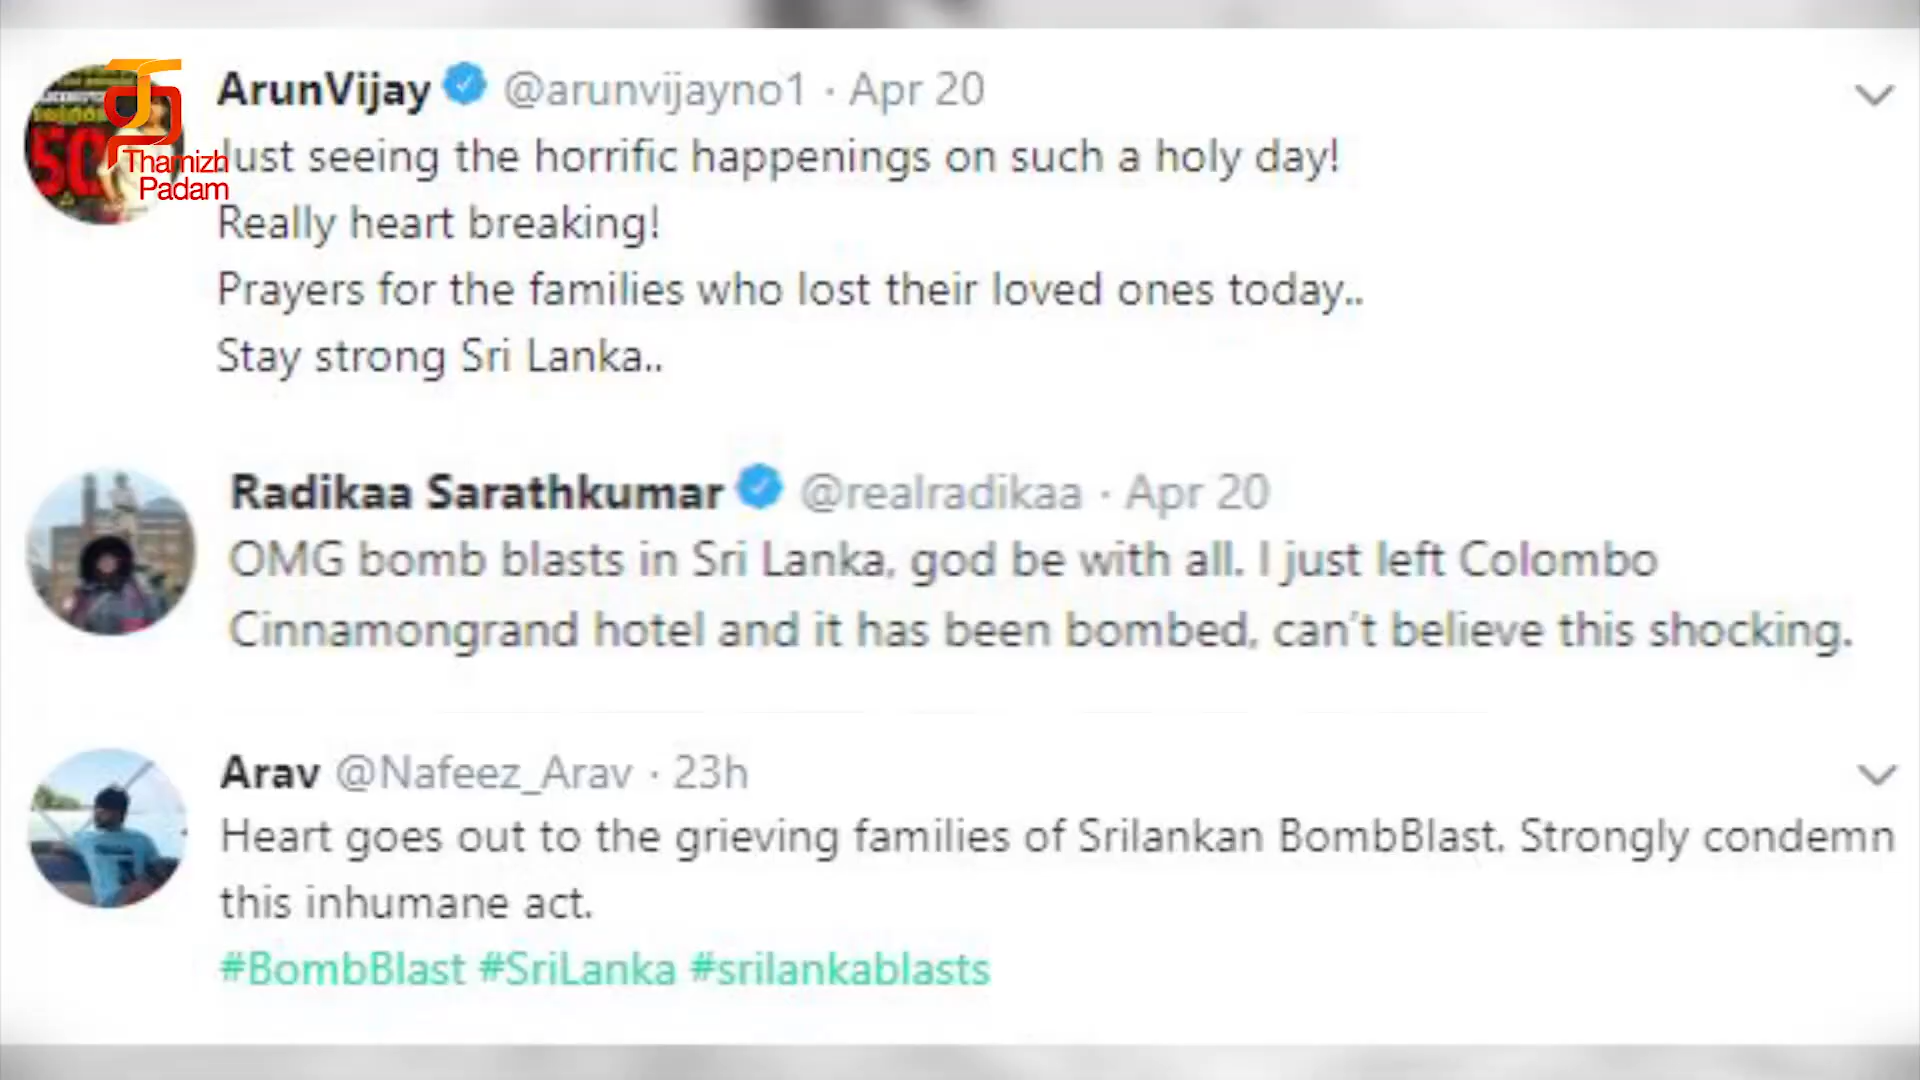 ArunVijay @arunvijayno1 · Apr 20
Just seeing the horrific happenings on such a holy day!
Really heart breaking!
Prayers for the families who lost their loved ones today..
Stay strong Sri Lanka..
Thamizh
Padam
50
Radikaa Sarathkumar @realradikaa · Apr 20
OMG bomb blasts in Sri Lanka, god be with all. I just left Colombo
Cinnamongrand hotel and it has been bombed, can't believe this shocking.
Arav @Nafeez_Arav · 23h
Heart goes out to the grieving families of Srilankan BombBlast. Strongly condemn
this inhumane act.
#BombBlast #SriLanka #srilankablasts